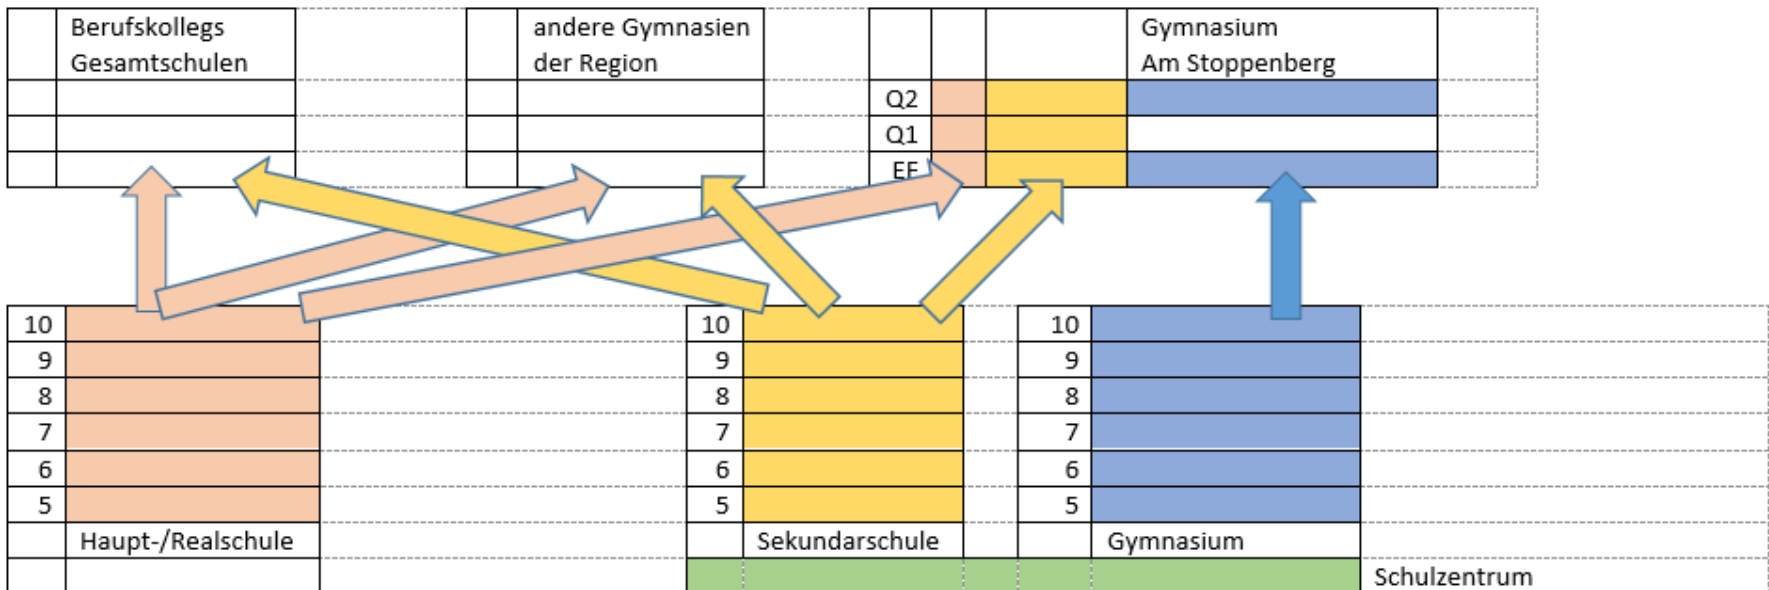 Berufskollegs
Gesamtschulen
andere Gymnasien
der Region
Gymnasium
Am Stoppenberg
Q2
Q1
EF
10
9
8
7
6
5
Haupt-/Realschule
10
9
8
7
6
5
Sekundarschule
10
9
8
7
6
5
Gymnasium
Schulzentrum